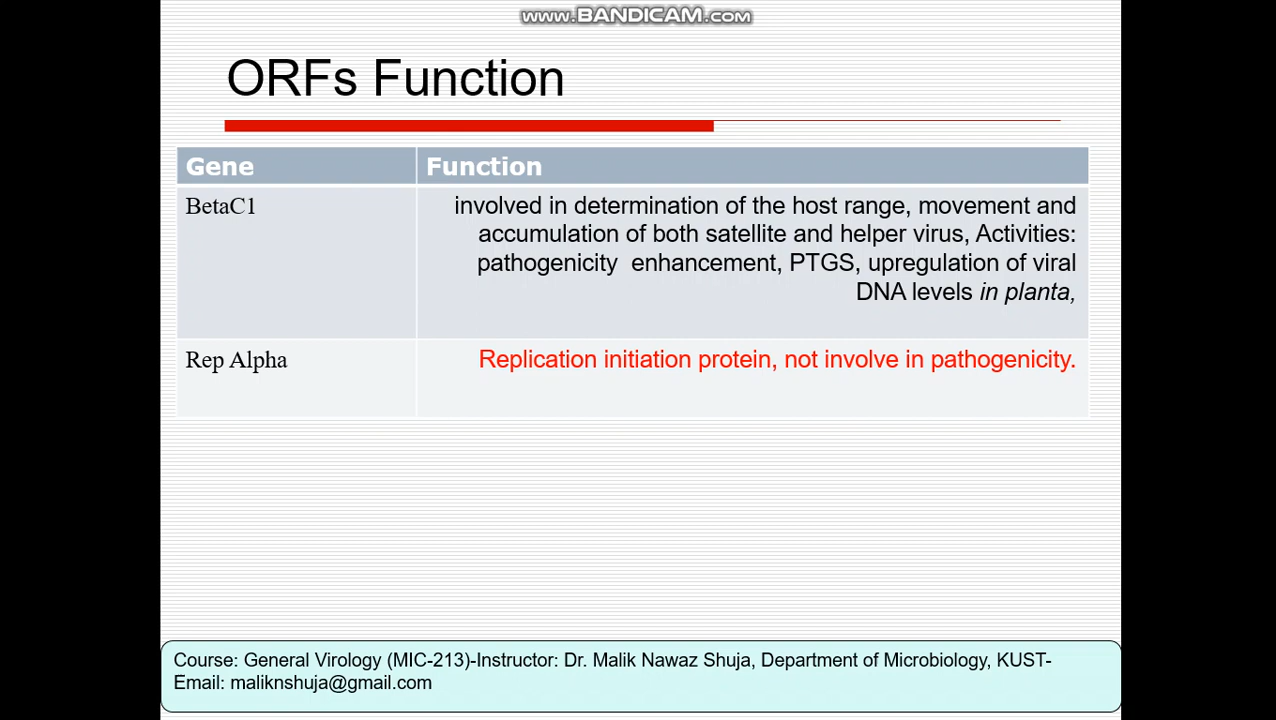 www.BANDICAM.com
ORFs Function
Gene
Function
BetaC1
involved in determination of the host range, movement and
accumulation of both satellite and helper virus, Activities:
pathogenicity  enhancement, PTGS, upregulation of viral
DNA levels in planta,
Rep Alpha
Replication initiation protein, not involve in pathogenicity.
Course: General Virology (MIC-213)-Instructor: Dr. Malik Nawaz Shuja, Department of Microbiology, KUST-
Email: maliknshuja@gmail.com